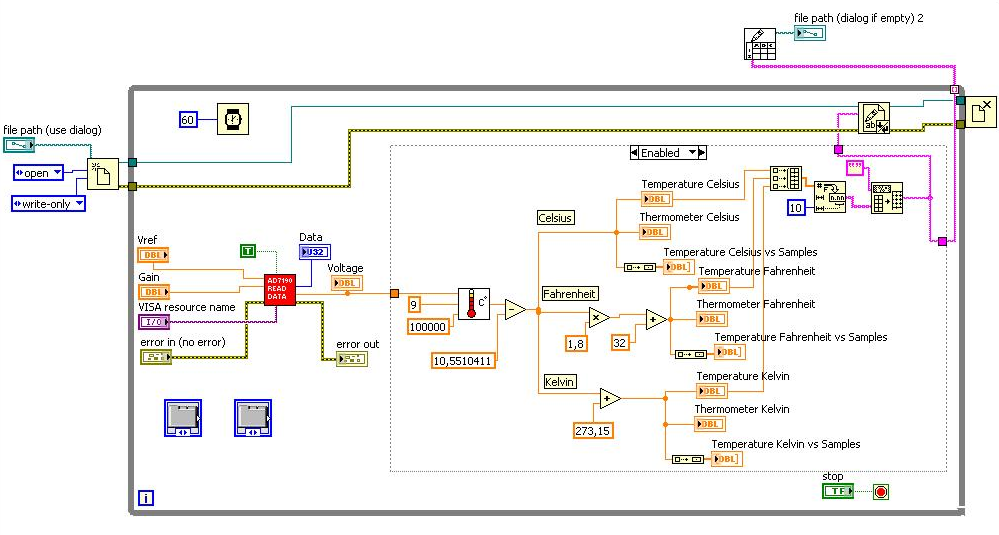 file path (dialog if empty) 2
60
file path (use dialog)
open
write-only
Enabled
10
Temperature Celsius
DBL
Celsius
Thermometer Celsius
DBL
Temperature Celsius vs Samples
DBL
Vref
DBL
T
Data
U32
Voltage
DBL
Gain
DBL
AD7190
READ
DATA
VISA resource name
I/O
error in (no error)
error out
9
100000
C°
10,5510411
Fahrenheit
1,8
32
Temperature Fahrenheit
DBL
Thermometer Fahrenheit
DBL
Temperature Fahrenheit vs Samples
DBL
Kelvin
273,15
Temperature Kelvin
DBL
Thermometer Kelvin
DBL
Temperature Kelvin vs Samples
DBL
stop
TF
i